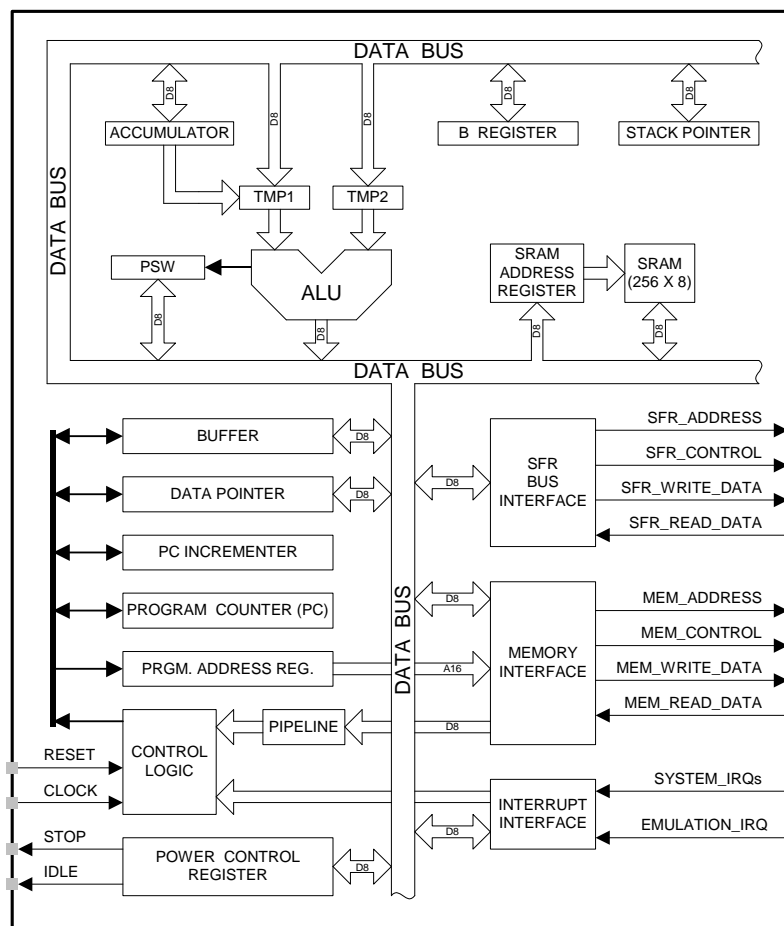 DATA BUS
D8
D8
D8
D8
D8
ACCUMULATOR
B REGISTER
STACK POINTER
DATA BUS
TMP1
TMP2
PSW
ALU
SRAM
ADDRESS
REGISTER
SRAM
(256 X 8)
D8
D8
D8
D8
DATA BUS
BUFFER
D8
DATA POINTER
D8
PC INCREMENTER
PROGRAM COUNTER (PC)
PRGM. ADDRESS REG.
A16
PIPELINE
D8
CONTROL
LOGIC
RESET
CLOCK
STOP
IDLE
POWER CONTROL
REGISTER
D8
DATA BUS
D8
SFR
BUS
INTERFACE
SFR_ADDRESS
SFR_CONTROL
SFR_WRITE_DATA
SFR_READ_DATA
D8
MEMORY
INTERFACE
MEM_ADDRESS
MEM_CONTROL
MEM_WRITE_DATA
MEM_READ_DATA
D8
INTERRUPT
INTERFACE
SYSTEM_IRQs
EMULATION_IRQ